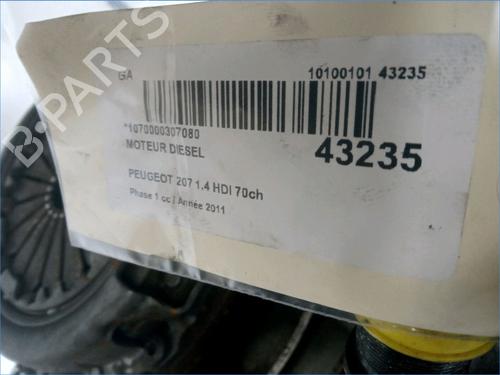 B-PARTS
GA 10100101 43235
*1070000307080
MOTEUR DIESEL
43235
PEUGEOT 207 1.4 HDI 70ch
Phase 1 cc / Année 2011